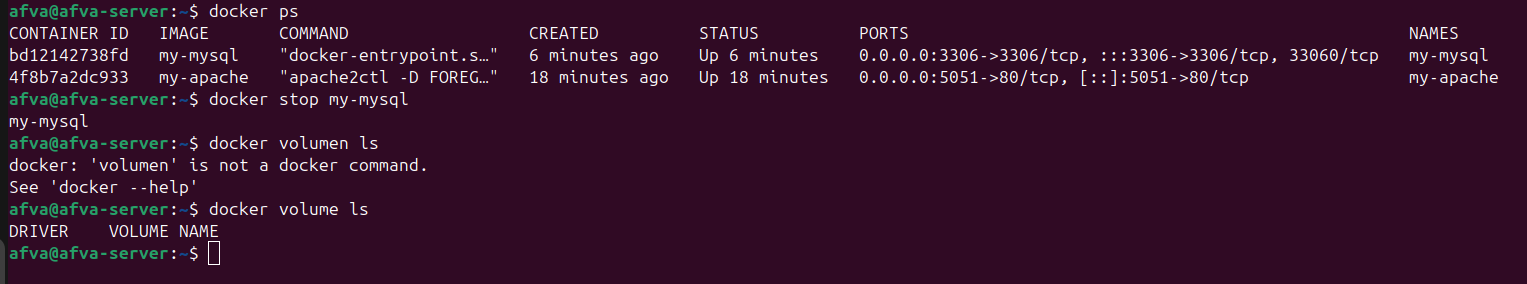 afva@afva-server:~$ docker ps
CONTAINER ID   IMAGE       COMMAND                  CREATED          STATUS          PORTS                                                  NAMES
bd12142738fd   my-mysql    "docker-entrypoint.s…"   6 minutes ago    Up 6 minutes    0.0.0.0:3306->3306/tcp, :::3306->3306/tcp, 33060/tcp   my-mysql
4f8b7a2dc933   my-apache   "apache2ctl -D FOREG…"   18 minutes ago   Up 18 minutes   0.0.0.0:5051->80/tcp, [::]:5051->80/tcp                my-apache
afva@afva-server:~$ docker stop my-mysql
my-mysql
afva@afva-server:~$ docker volumen ls
docker: 'volumen' is not a docker command.
See 'docker --help'
afva@afva-server:~$ docker volume ls
DRIVER    VOLUME NAME
afva@afva-server:~$